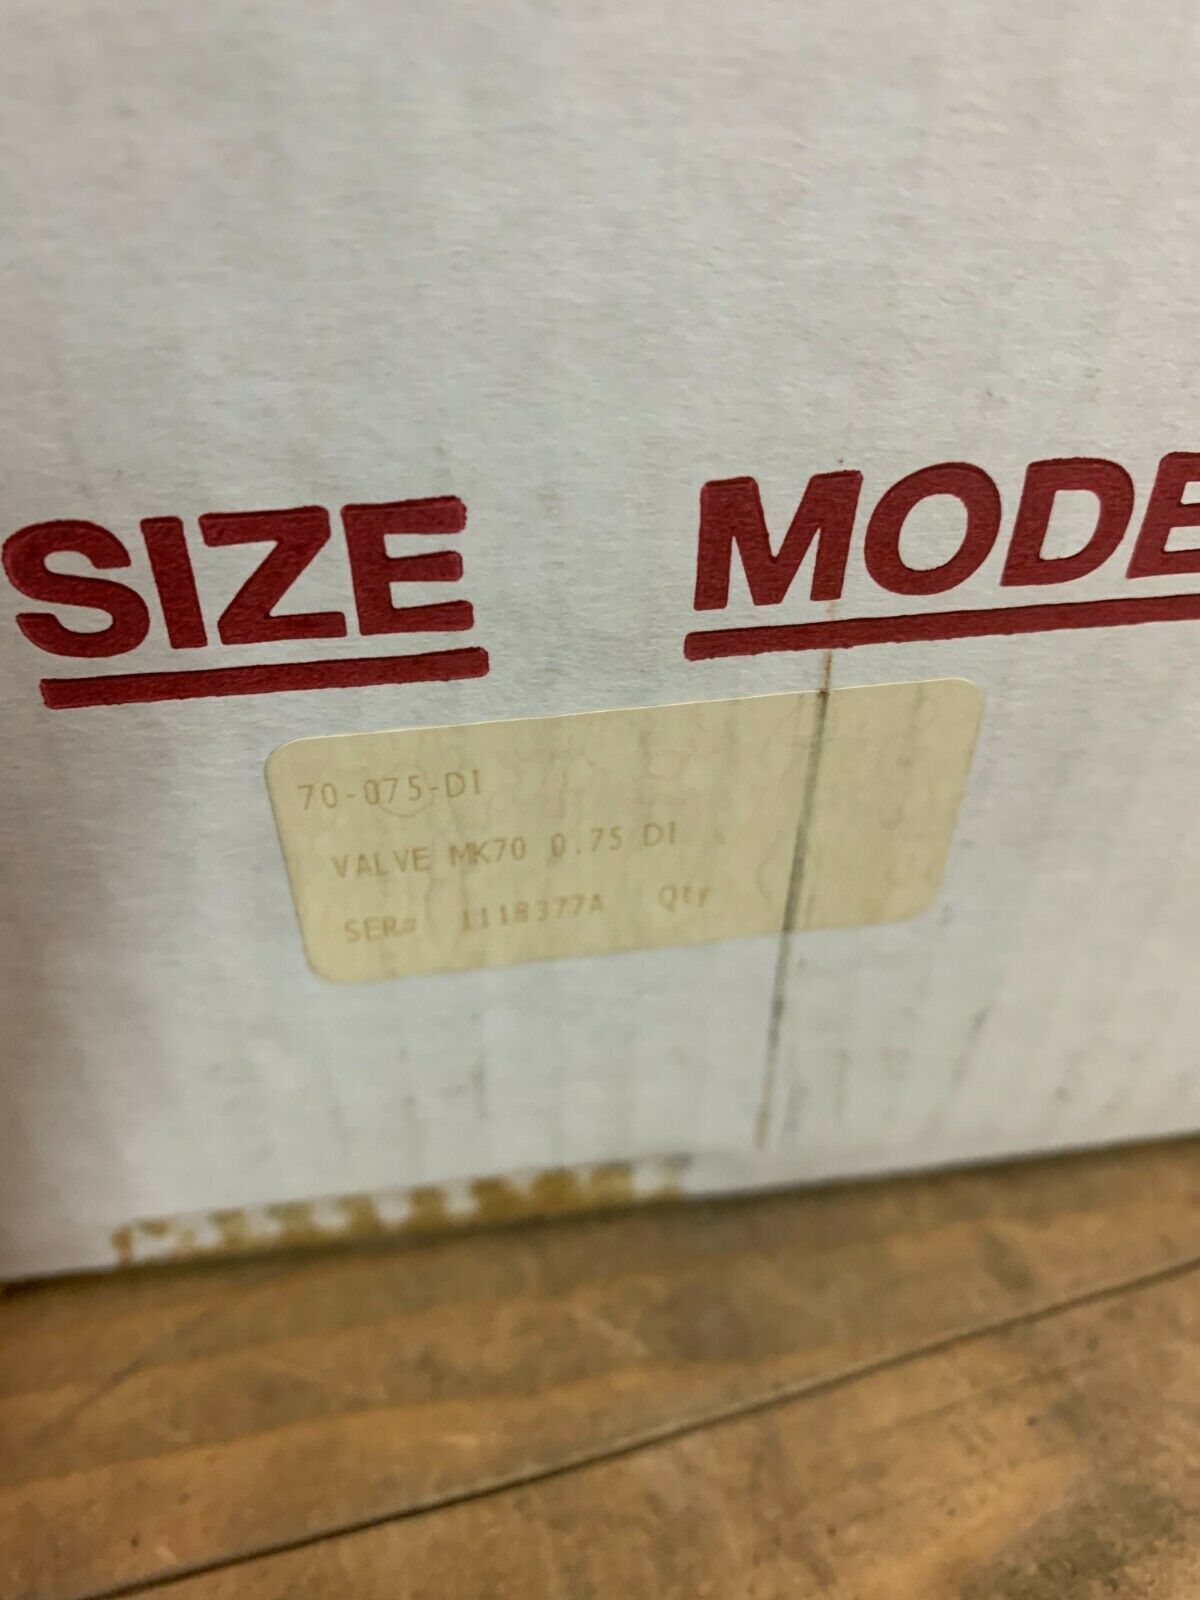 SIZE MODE
70-075-DI
VALVE MK70 0.75 DI
SER# 1118377A Qty